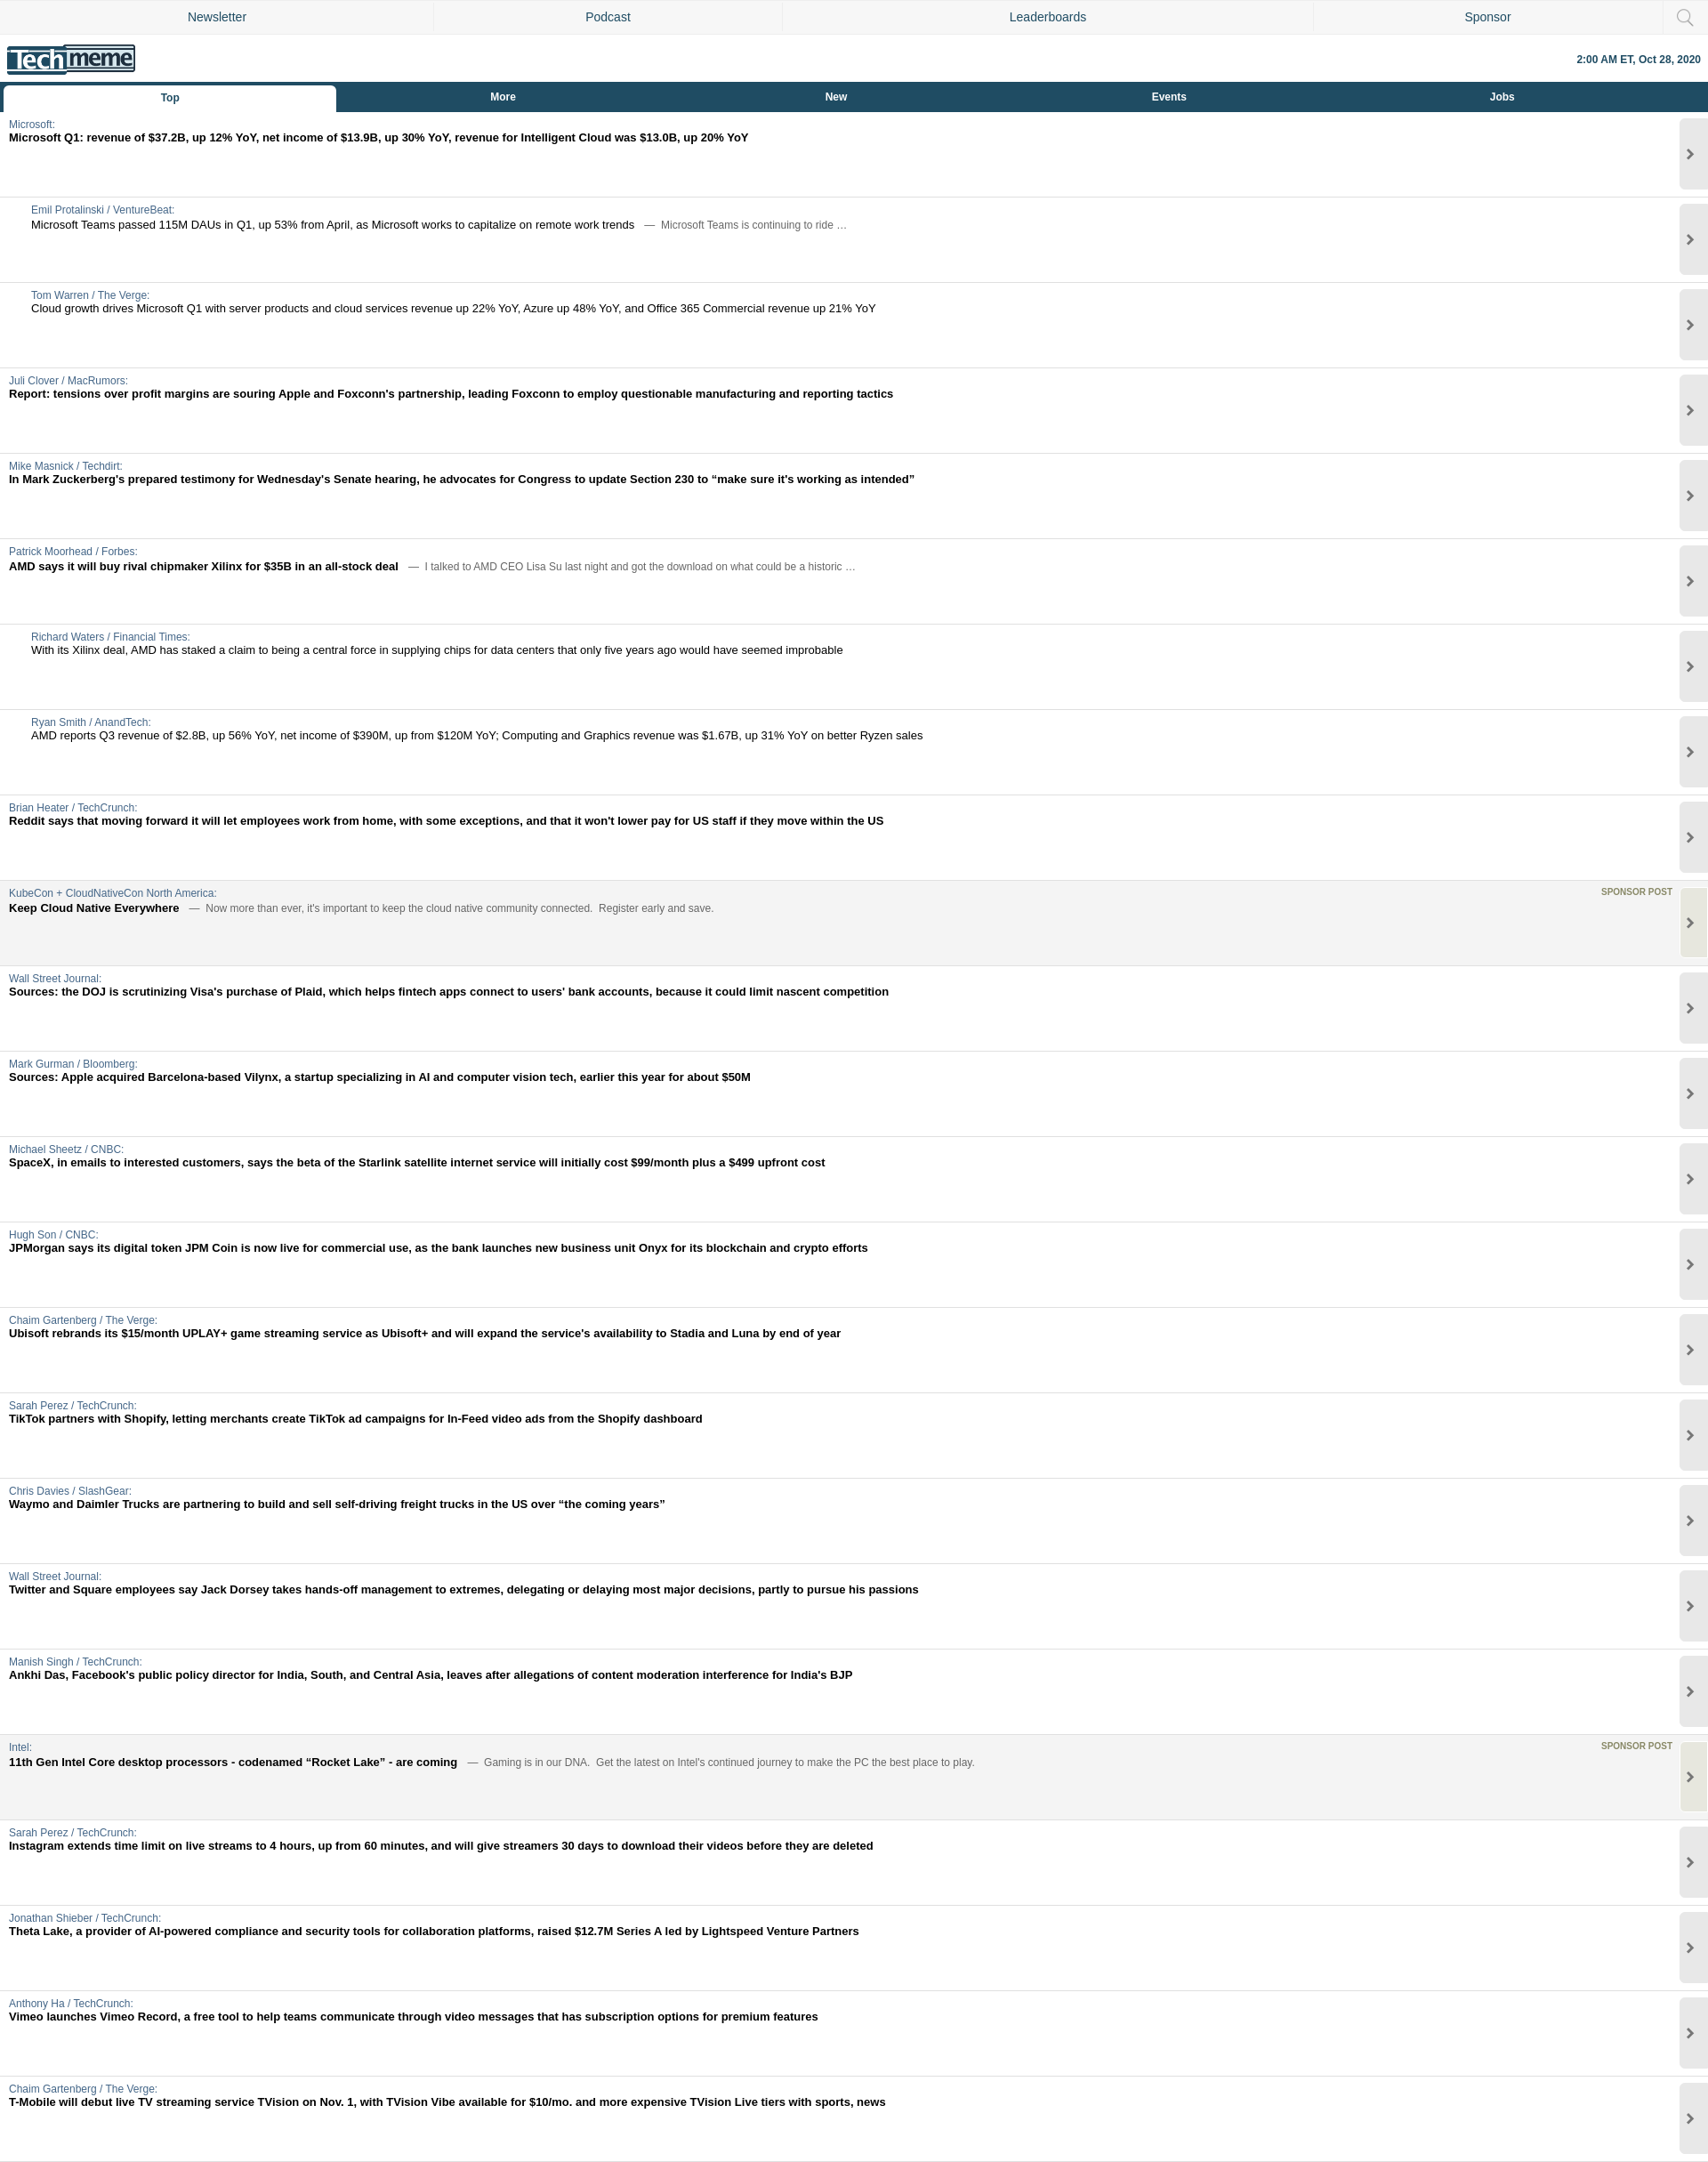 Newsletter
Podcast
Leaderboards
Sponsor
Techmeme
2:00 AM ET, Oct 28, 2020
Top
More
New
Events
Jobs
Microsoft:
Microsoft Q1: revenue of $37.2B, up 12% YoY, net income of $13.9B, up 30% YoY, revenue for Intelligent Cloud was $13.0B, up 20% YoY
Emil Protalinski / VentureBeat:
Microsoft Teams passed 115M DAUs in Q1, up 53% from April, as Microsoft works to capitalize on remote work trends — Microsoft Teams is continuing to ride …
Tom Warren / The Verge:
Cloud growth drives Microsoft Q1 with server products and cloud services revenue up 22% YoY, Azure up 48% YoY, and Office 365 Commercial revenue up 21% YoY
Juli Clover / MacRumors:
Report: tensions over profit margins are souring Apple and Foxconn's partnership, leading Foxconn to employ questionable manufacturing and reporting tactics
Mike Masnick / Techdirt:
In Mark Zuckerberg's prepared testimony for Wednesday's Senate hearing, he advocates for Congress to update Section 230 to “make sure it's working as intended”
Patrick Moorhead / Forbes:
AMD says it will buy rival chipmaker Xilinx for $35B in an all-stock deal — I talked to AMD CEO Lisa Su last night and got the download on what could be a historic …
Richard Waters / Financial Times:
With its Xilinx deal, AMD has staked a claim to being a central force in supplying chips for data centers that only five years ago would have seemed improbable
Ryan Smith / AnandTech:
AMD reports Q3 revenue of $2.8B, up 56% YoY, net income of $390M, up from $120M YoY; Computing and Graphics revenue was $1.67B, up 31% YoY on better Ryzen sales
Brian Heater / TechCrunch:
Reddit says that moving forward it will let employees work from home, with some exceptions, and that it won't lower pay for US staff if they move within the US
KubeCon + CloudNativeCon North America:
SPONSOR POST
Keep Cloud Native Everywhere — Now more than ever, it's important to keep the cloud native community connected. Register early and save.
Wall Street Journal:
Sources: the DOJ is scrutinizing Visa's purchase of Plaid, which helps fintech apps connect to users' bank accounts, because it could limit nascent competition
Mark Gurman / Bloomberg:
Sources: Apple acquired Barcelona-based Vilynx, a startup specializing in AI and computer vision tech, earlier this year for about $50M
Michael Sheetz / CNBC:
SpaceX, in emails to interested customers, says the beta of the Starlink satellite internet service will initially cost $99/month plus a $499 upfront cost
Hugh Son / CNBC:
JPMorgan says its digital token JPM Coin is now live for commercial use, as the bank launches new business unit Onyx for its blockchain and crypto efforts
Chaim Gartenberg / The Verge:
Ubisoft rebrands its $15/month UPLAY+ game streaming service as Ubisoft+ and will expand the service's availability to Stadia and Luna by end of year
Sarah Perez / TechCrunch:
TikTok partners with Shopify, letting merchants create TikTok ad campaigns for In-Feed video ads from the Shopify dashboard
Chris Davies / SlashGear:
Waymo and Daimler Trucks are partnering to build and sell self-driving freight trucks in the US over “the coming years”
Wall Street Journal:
Twitter and Square employees say Jack Dorsey takes hands-off management to extremes, delegating or delaying most major decisions, partly to pursue his passions
Manish Singh / TechCrunch:
Ankhi Das, Facebook's public policy director for India, South, and Central Asia, leaves after allegations of content moderation interference for India's BJP
Intel:
SPONSOR POST
11th Gen Intel Core desktop processors - codenamed “Rocket Lake” - are coming — Gaming is in our DNA. Get the latest on Intel's continued journey to make the PC the best place to play.
Sarah Perez / TechCrunch:
Instagram extends time limit on live streams to 4 hours, up from 60 minutes, and will give streamers 30 days to download their videos before they are deleted
Jonathan Shieber / TechCrunch:
Theta Lake, a provider of AI-powered compliance and security tools for collaboration platforms, raised $12.7M Series A led by Lightspeed Venture Partners
Anthony Ha / TechCrunch:
Vimeo launches Vimeo Record, a free tool to help teams communicate through video messages that has subscription options for premium features
Chaim Gartenberg / The Verge:
T-Mobile will debut live TV streaming service TVision on Nov. 1, with TVision Vibe available for $10/mo. and more expensive TVision Live tiers with sports, news